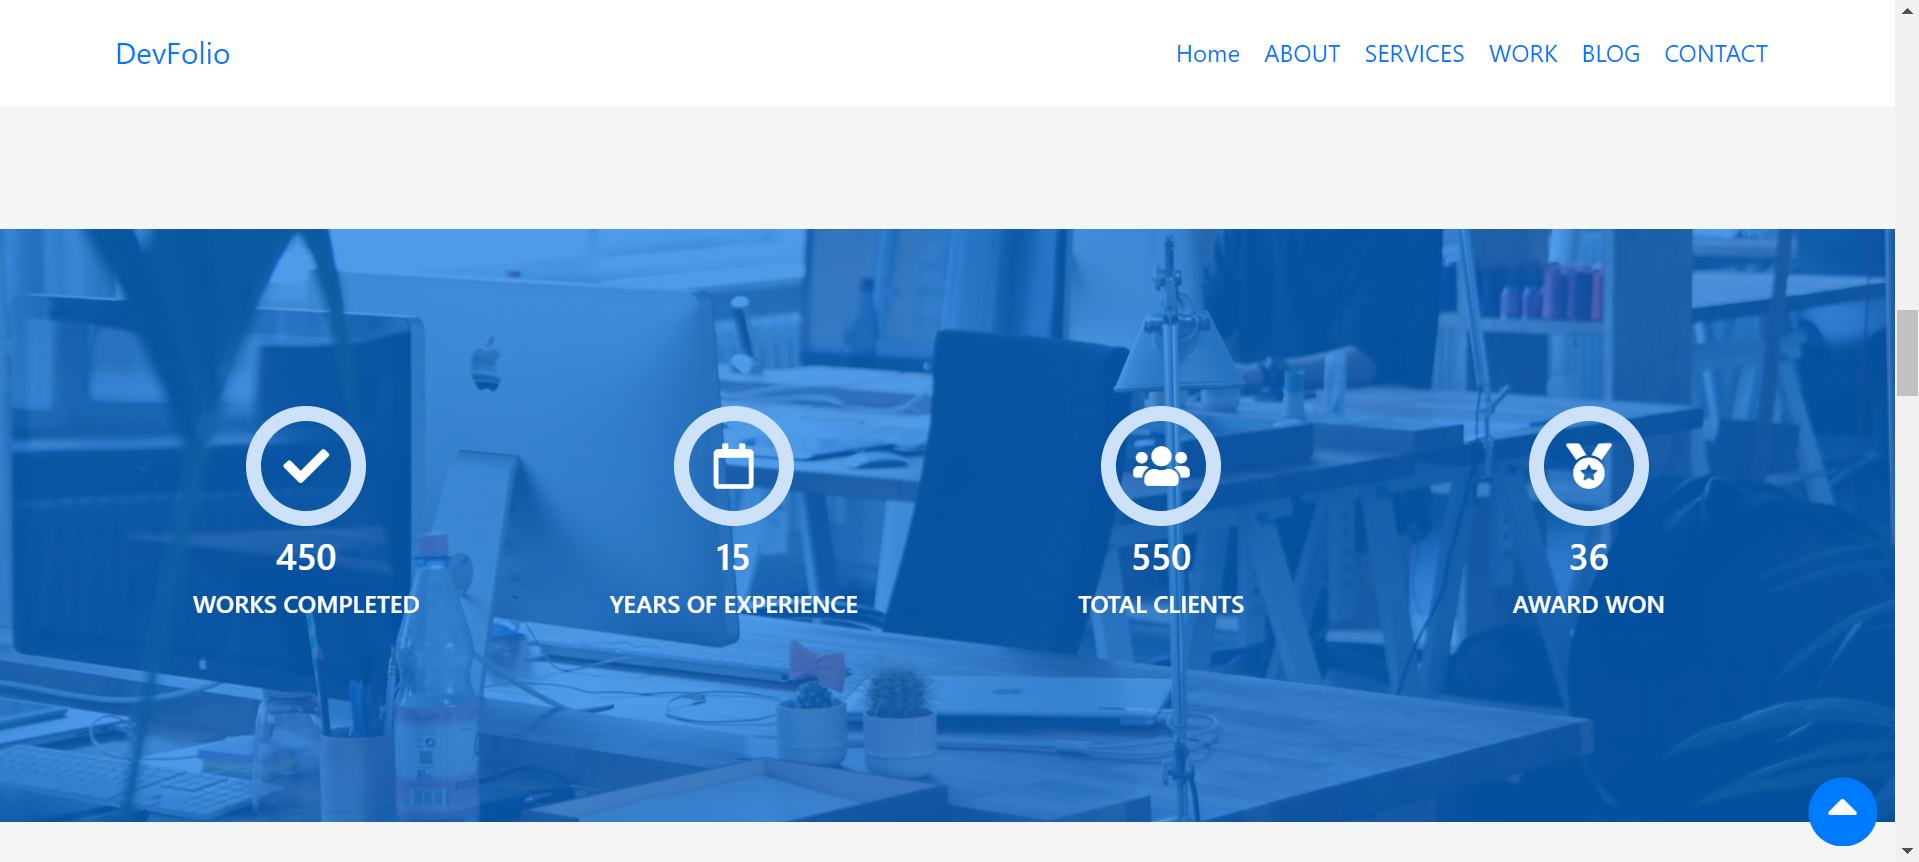 DevFolio
Home ABOUT SERVICES WORK BLOG CONTACT
450 15 550 36
WORKS COMPLETED YEARS OF EXPERIENCE TOTAL CLIENTS AWARD WON